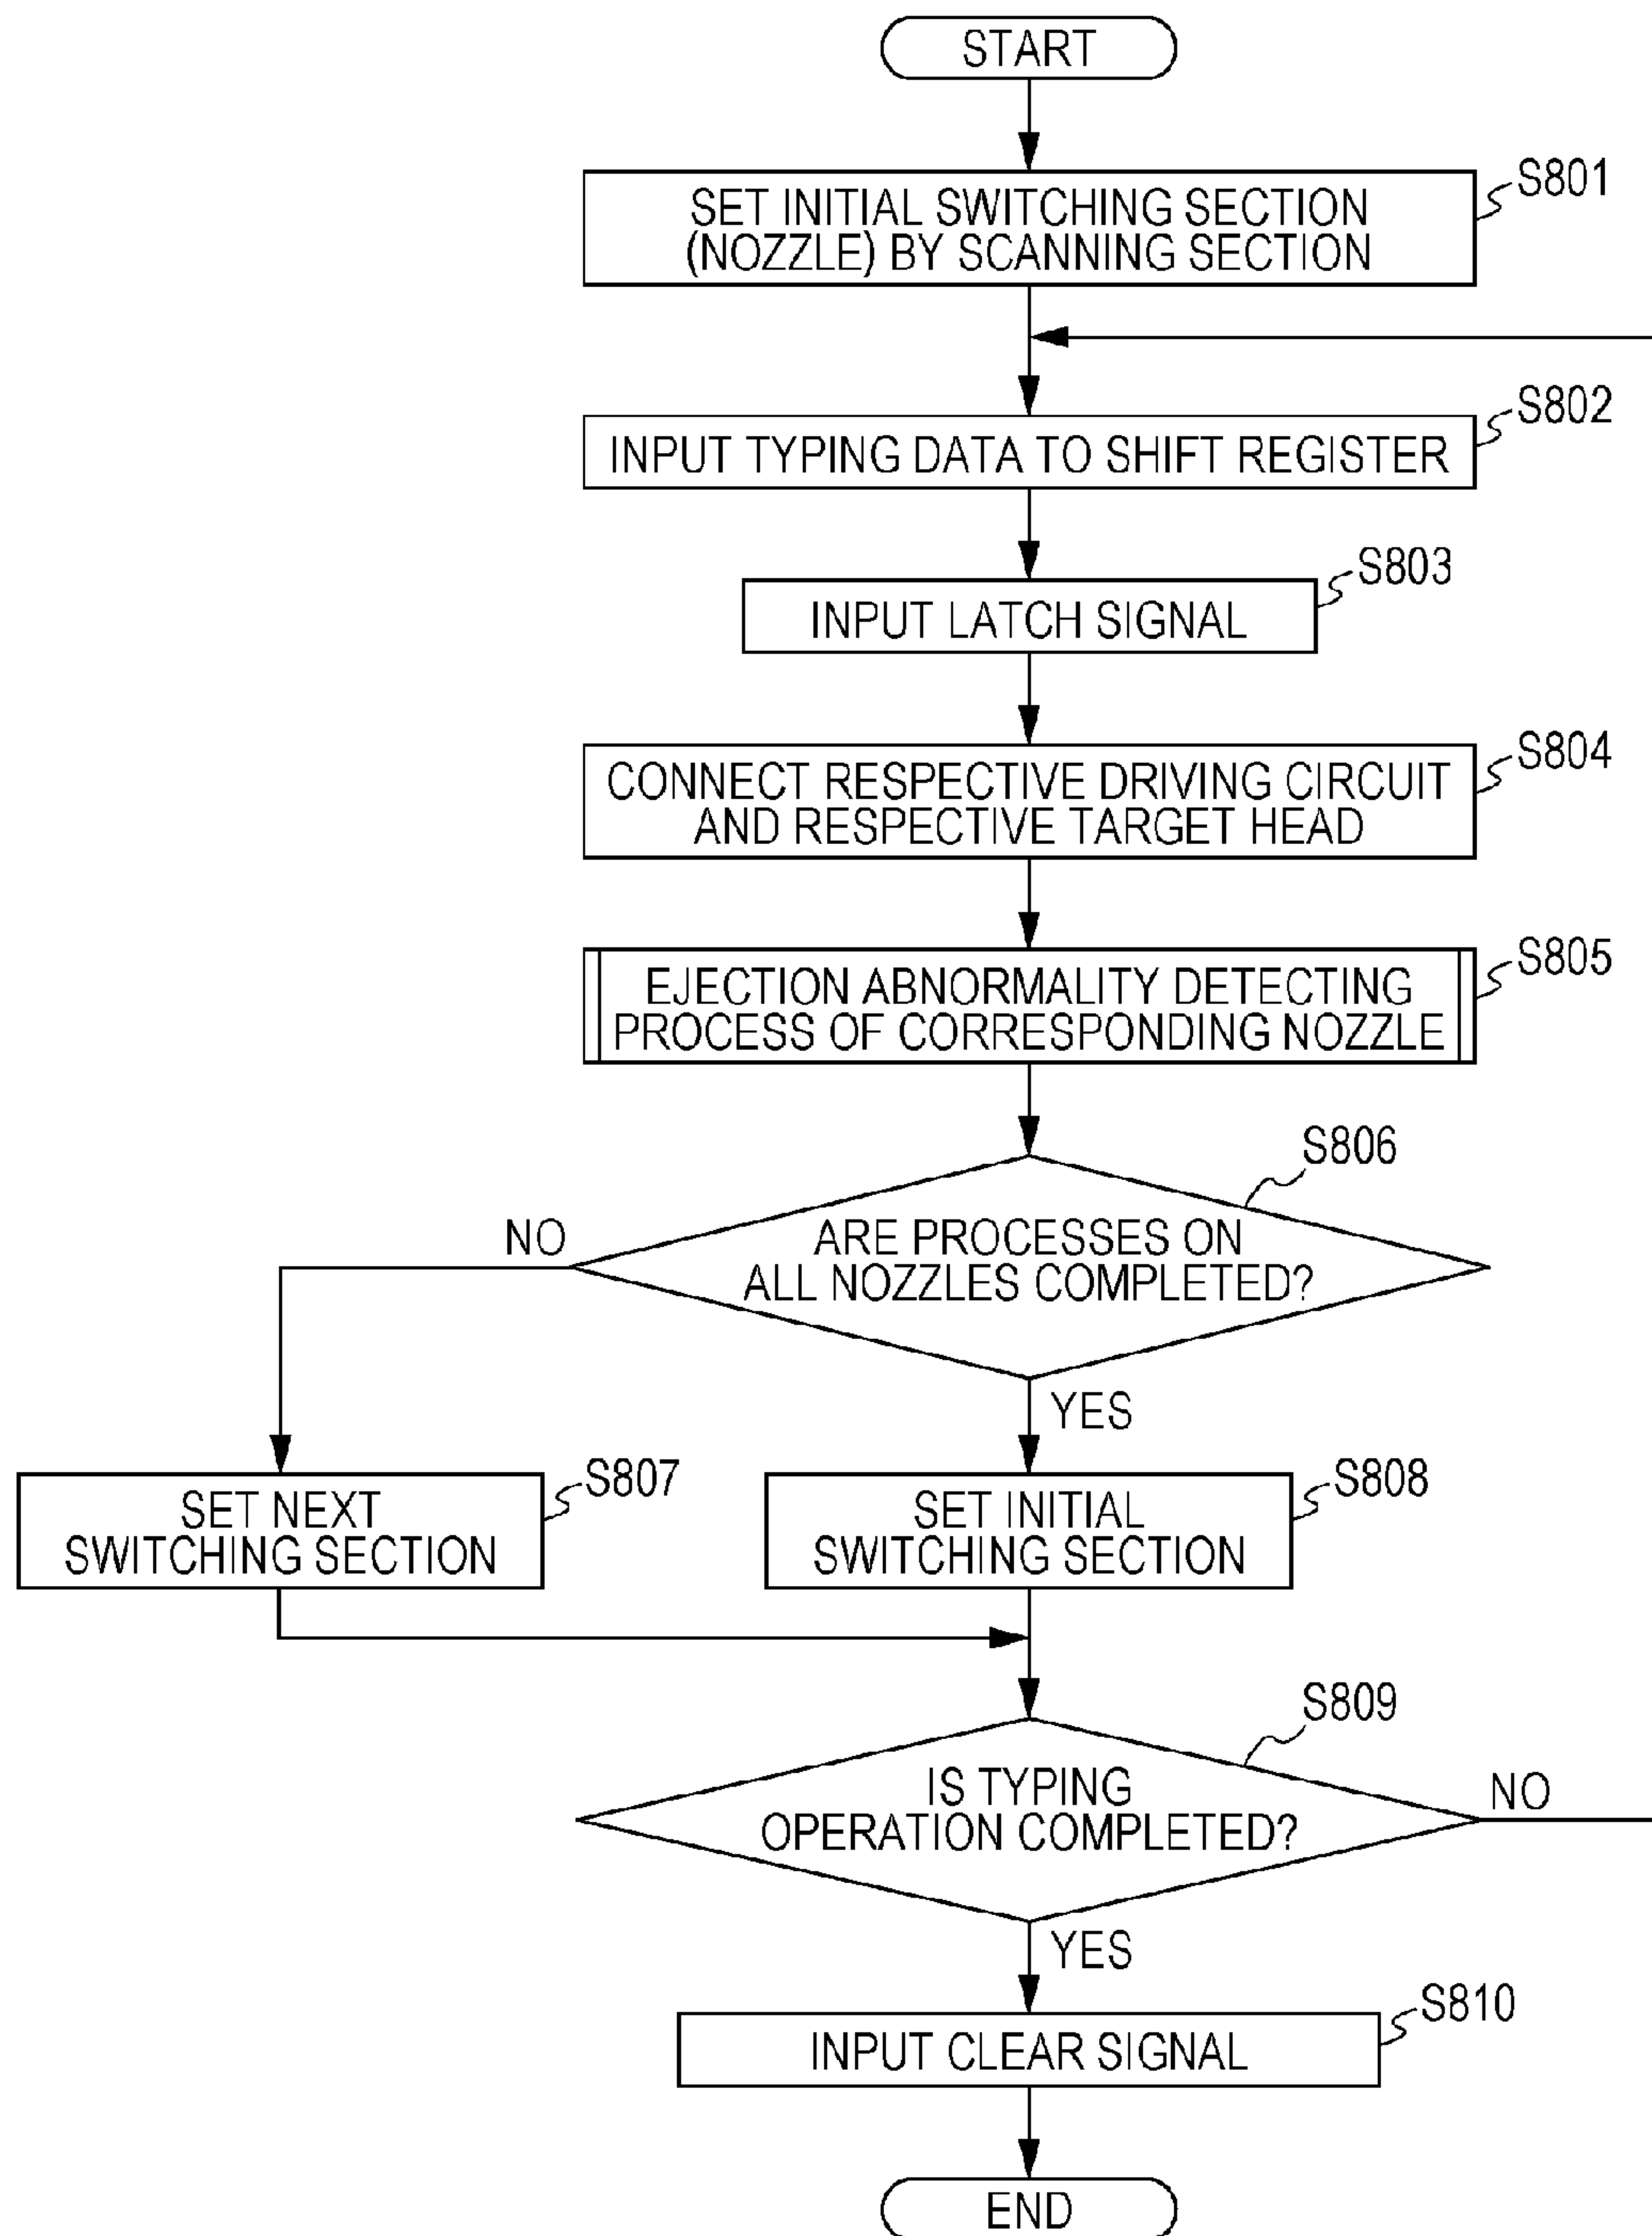 START
SET INITIAL SWITCHING SECTION
(NOZZLE) BY SCANNING SECTION
S801
INPUT TYPING DATA TO SHIFT REGISTER
S802
INPUT LATCH SIGNAL
S803
CONNECT RESPECTIVE DRIVING CIRCUIT
AND RESPECTIVE TARGET HEAD
S804
EJECTION ABNORMALITY DETECTING
PROCESS OF CORRESPONDING NOZZLE
S805
ARE PROCESSES ON
ALL NOZZLES COMPLETED?
S806
NO
YES
SET NEXT
SWITCHING SECTION
S807
SET INITIAL
SWITCHING SECTION
S808
IS TYPING
OPERATION COMPLETED?
S809
NO
YES
INPUT CLEAR SIGNAL
S810
END